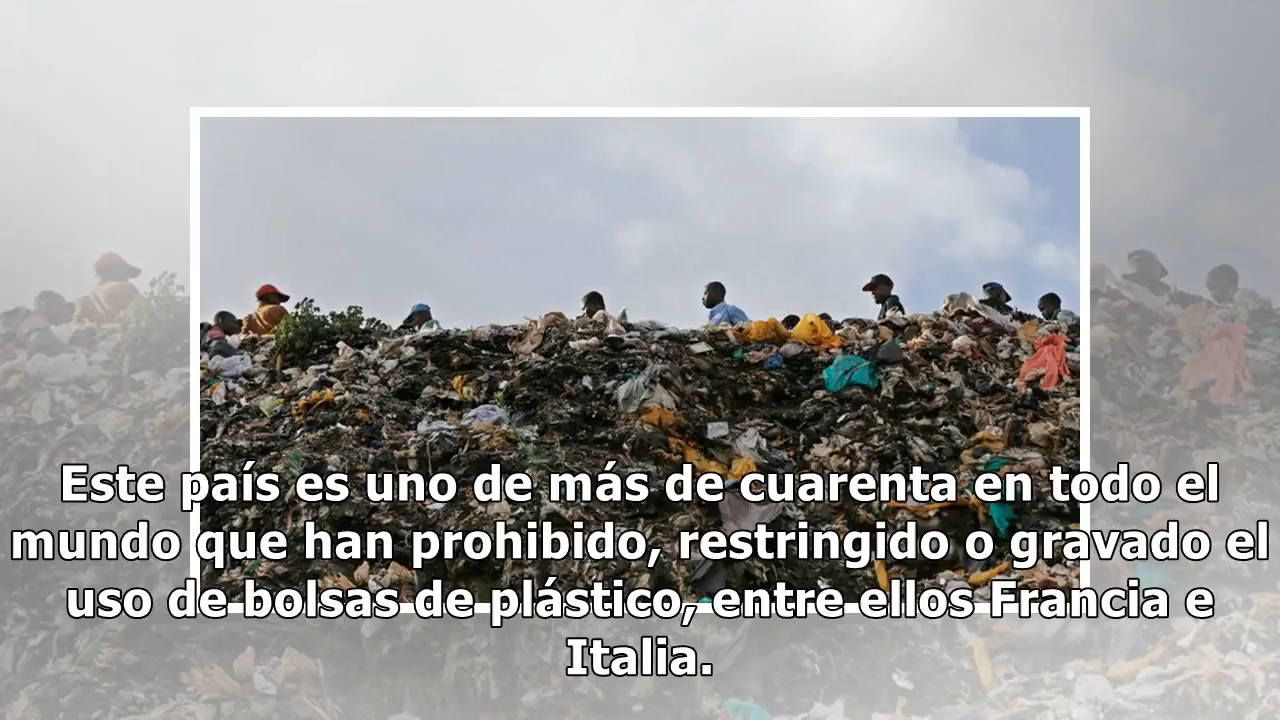 Este país es uno de más de cuarenta en todo el
mundo que han prohibido, restringido o gravado el
uso de bolsas de plástico, entre ellos Francia e
Italia.